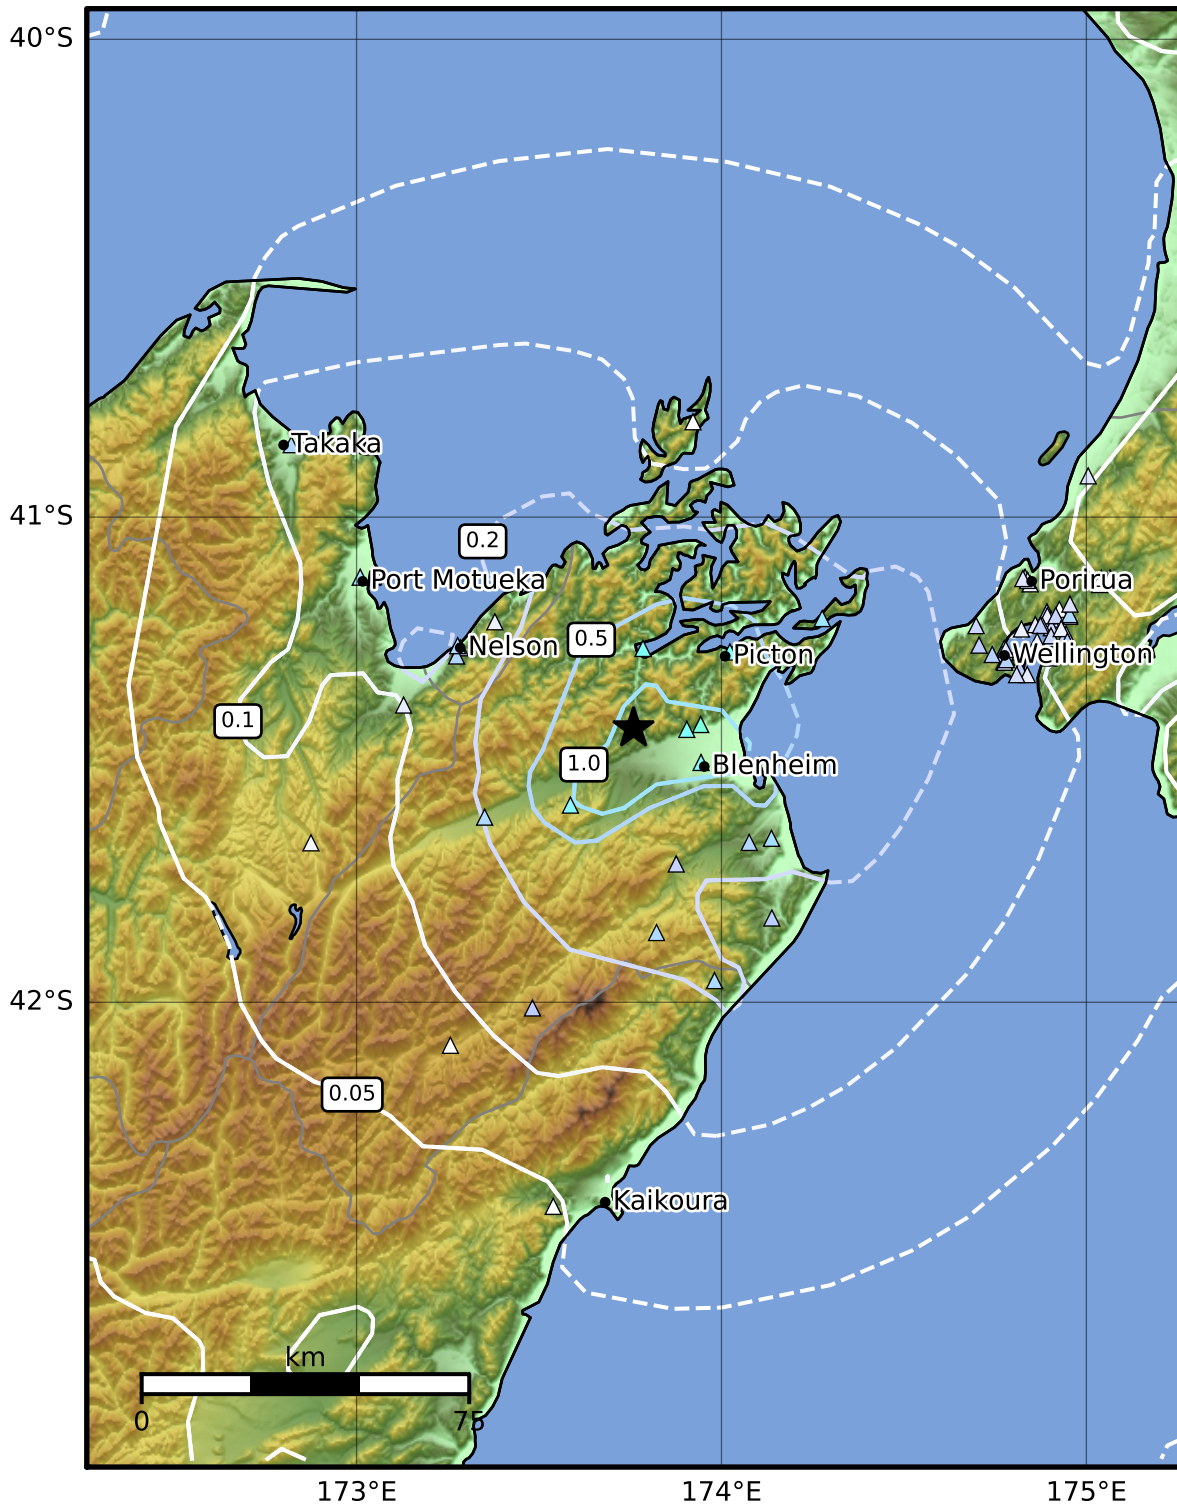 40°S
Takaka
41°S
0.2
Port Motueka
Porirua
0.5
Nelson
Picton
Wellington
0.1
1.0
Blenheim
42°S
0.05
Kaikoura
km
0
75
173°E
174°E
175°E